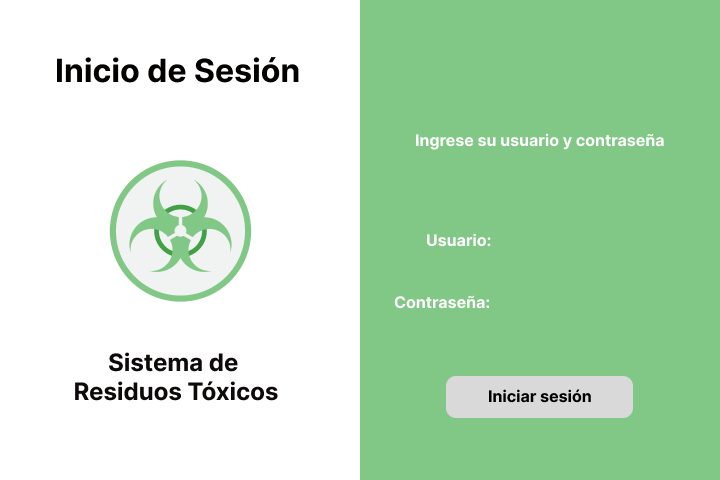 Inicio de Sesión
Sistema de
Residuos Tóxicos
Ingrese su usuario y contraseña
Usuario:
Contraseña:
Iniciar sesión